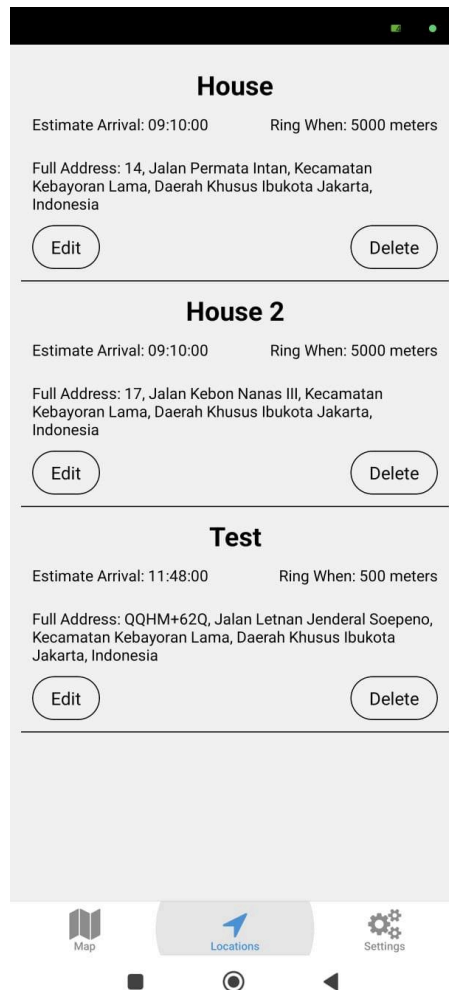 House
Estimate Arrival: 09:10:00 Ring When: 5000 meters
Full Address: 14, Jalan Permata Intan, Kecamatan
Kebayoran Lama, Daerah Khusus Ibukota Jakarta,
Indonesia
Edit Delete
House 2
Estimate Arrival: 09:10:00 Ring When: 5000 meters
Full Address: 17, Jalan Kebon Nanas III, Kecamatan
Kebayoran Lama, Daerah Khusus Ibukota Jakarta,
Indonesia
Edit Delete
Test
Estimate Arrival: 11:48:00 Ring When: 500 meters
Full Address: QQHM+62Q, Jalan Letnan Jenderal Soepeno,
Kecamatan Kebayoran Lama, Daerah Khusus Ibukota
Jakarta, Indonesia
Edit Delete
Map Locations Settings